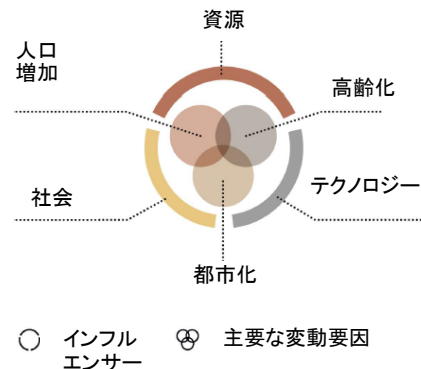 資源
人口
増加
高齢化
社会
テクノロジー
都市化
インフル
エンサー
主要な変動要因